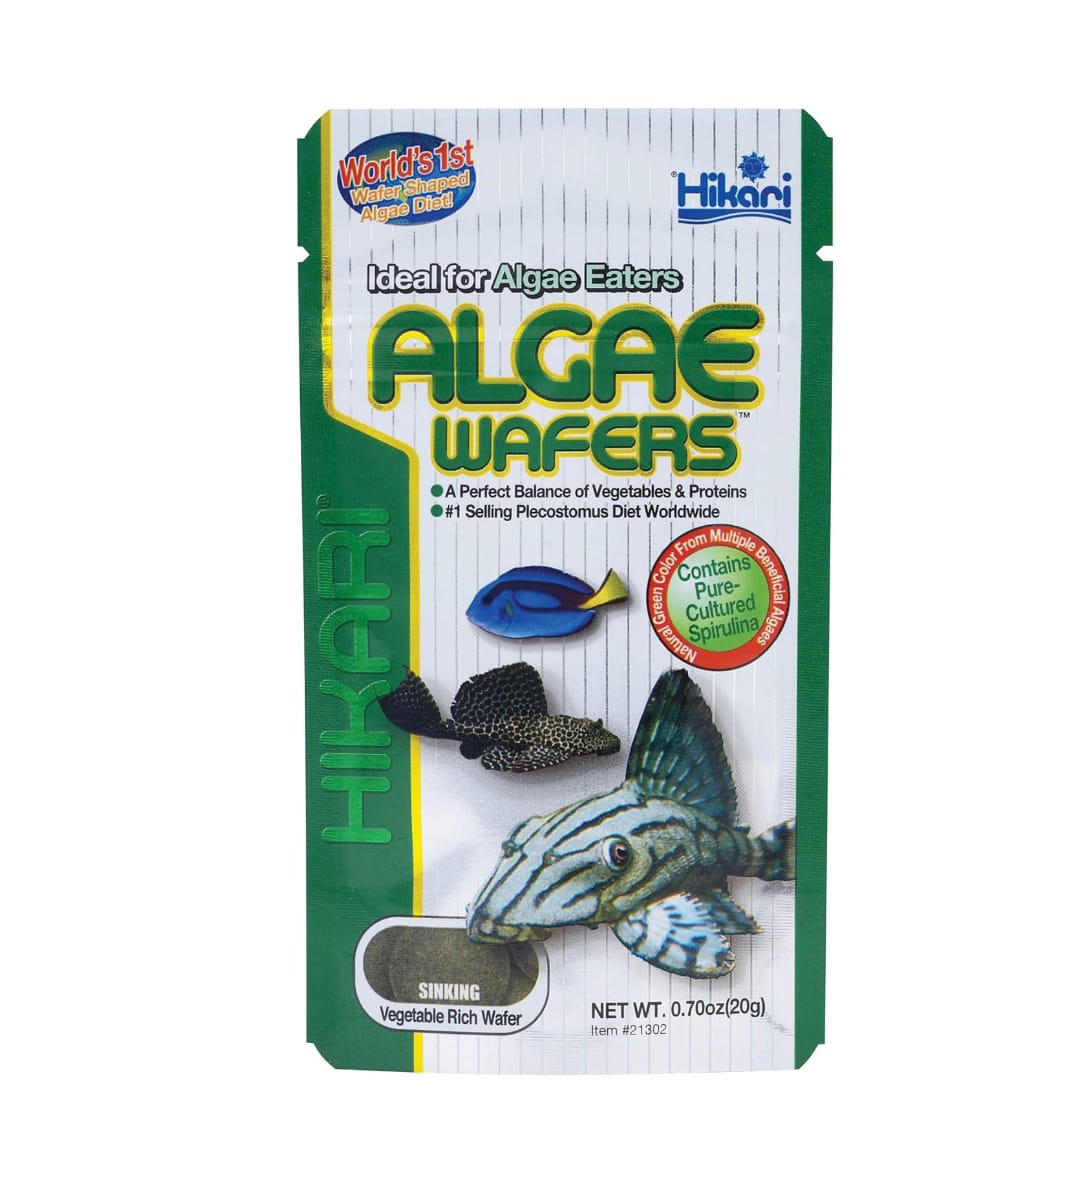 World's 1st
Wafer Shaped
Algae Diet!
®Hikari
Ideal for Algae Eaters
ALGAE
WAFERS™
A Perfect Balance of Vegetables & Proteins
#1 Selling Plecostomus Diet Worldwide
Natural Green Color From Multiple Beneficial Algaes
Contains
Pure-
Cultured
Spirulina
HIKARI®
SINKING
Vegetable Rich Wafer
NET WT. 0.70oz(20g)
Item #21302